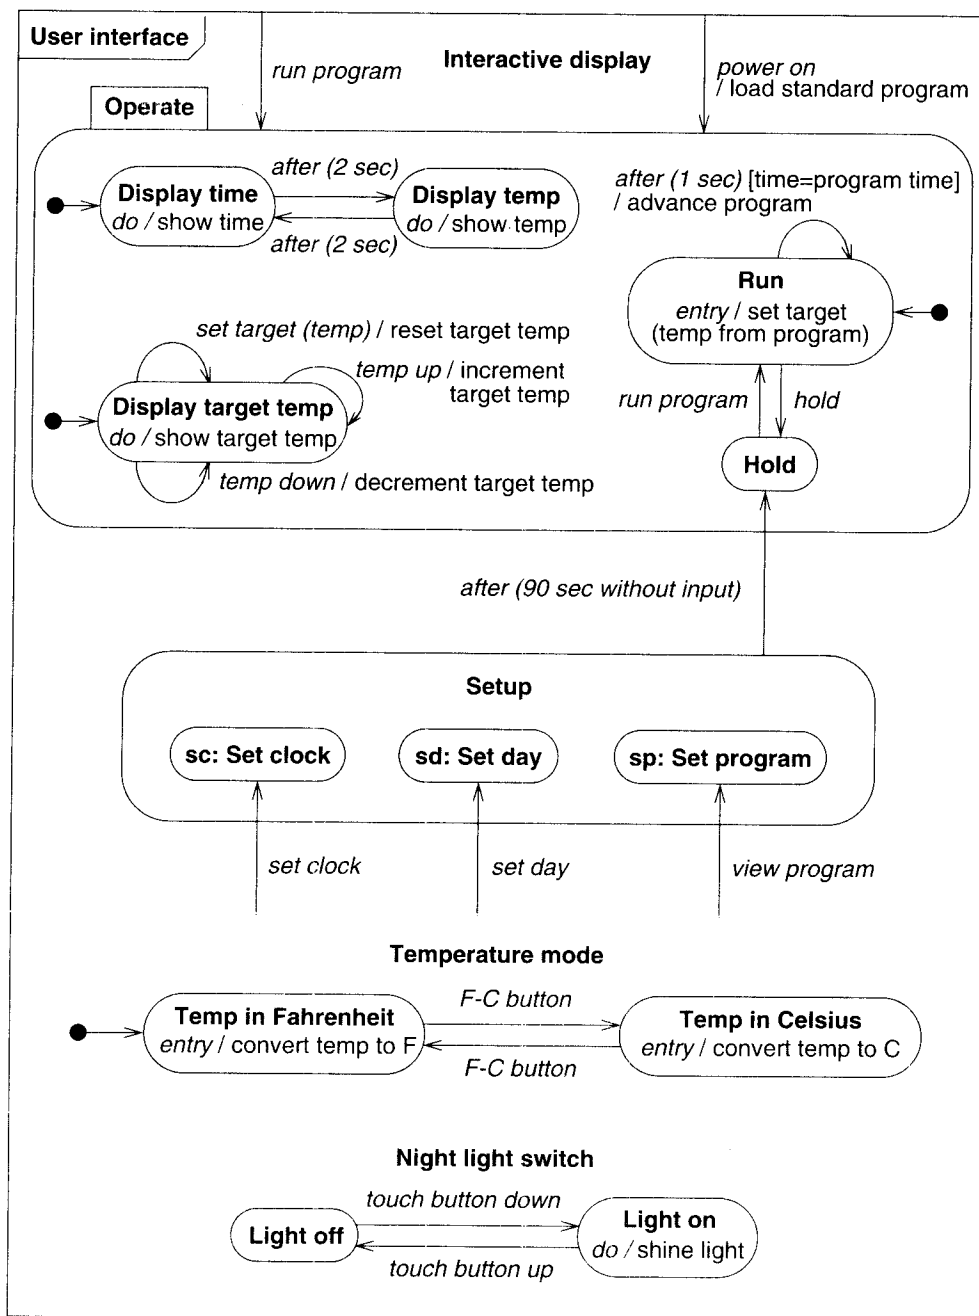 User interface
Interactive display
run program
power on
/ load standard program
Operate
Display time
do / show time
after (2 sec)
after (2 sec)
Display temp
do / show temp
after (1 sec) [time=program time]
/ advance program
Run
entry / set target
(temp from program)
set target (temp) / reset target temp
temp up / increment
target temp
Display target temp
do / show target temp
temp down / decrement target temp
run program
hold
Hold
after (90 sec without input)
Setup
sc: Set clock
sd: Set day
sp: Set program
set clock
set day
view program
Temperature mode
Temp in Fahrenheit
entry / convert temp to F
F-C button
F-C button
Temp in Celsius
entry / convert temp to C
Night light switch
Light off
touch button down
touch button up
Light on
do / shine light